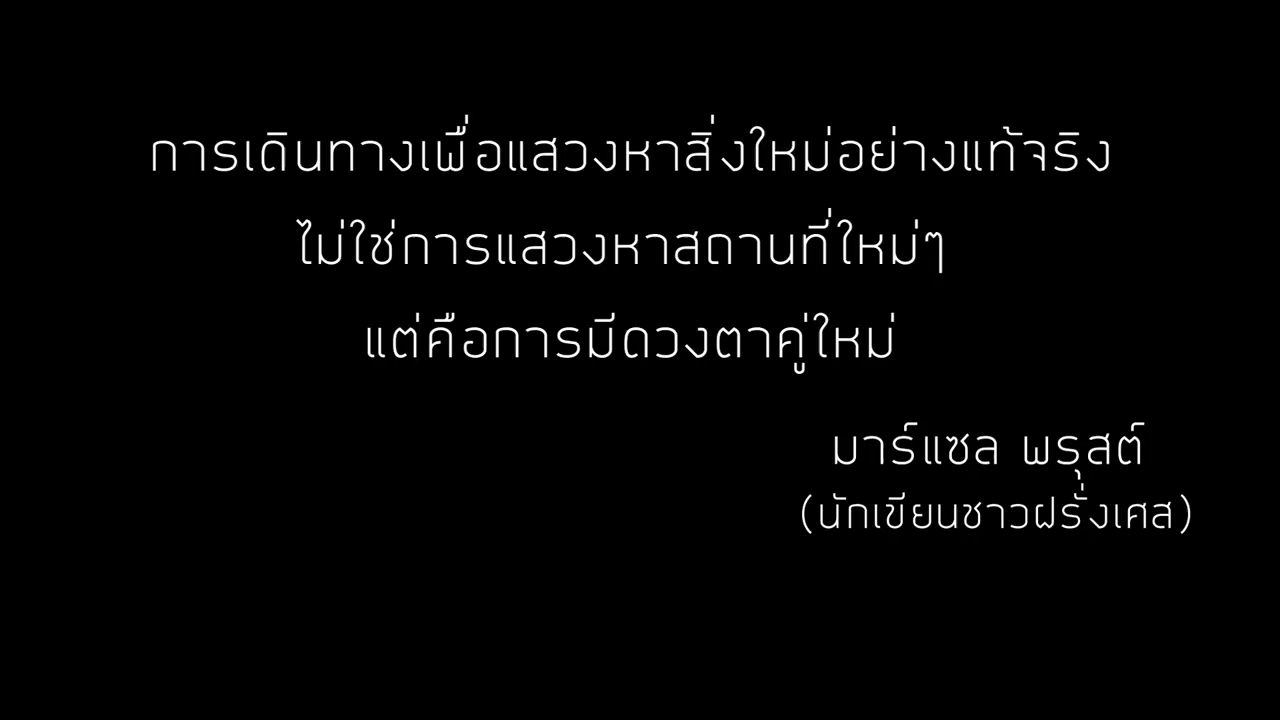 การเดินทางเพื่อแสวงหาสิ่งใหม่อย่างแท้จริง
ไม่ใช่การแสวงหาสถานที่ใหม่ๆ
แต่คือการมีดวงตาคู่ใหม่
มาร์แซล พรุสต์
(นักเขียนชาวฝรั่งเศส)